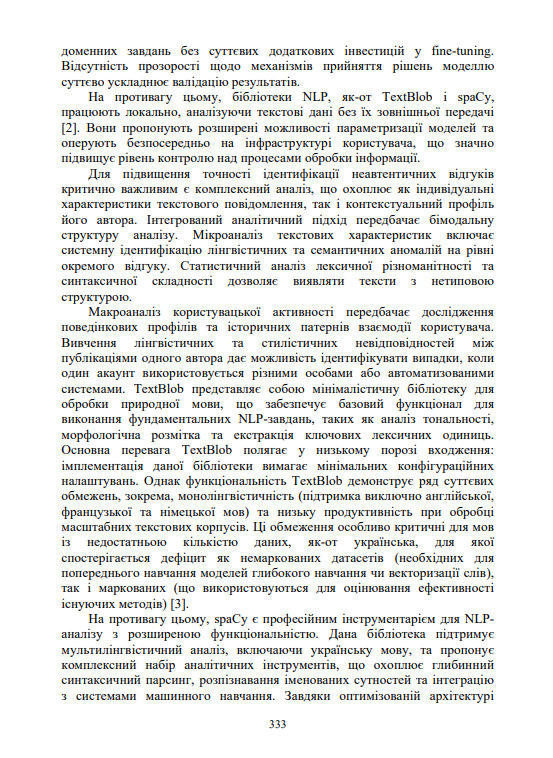 доменних завдань без суттєвих додаткових інвестицій у fine-tuning.
Відсутність прозорості щодо механізмів прийняття рішень моделлю
суттєво ускладнює валідацію результатів.
На противагу цьому, бібліотеки NLP, як-от TextBlob і spaCy,
працюють локально, аналізуючи текстові дані без їх зовнішньої передачі
[2]. Вони пропонують розширені можливості параметризації моделей та
оперують безпосередньо на інфраструктурі користувача, що значно
підвищує рівень контролю над процесами обробки інформації.
Для підвищення точності ідентифікації неавтентичних відгуків
критично важливим є комплексний аналіз, що охоплює як індивідуальні
характеристики текстового повідомлення, так і контекстуальний профіль
його автора. Інтегрований аналітичний підхід передбачає бімодальну
структуру аналізу. Мікроаналіз текстових характеристик включає
системну ідентифікацію лінгвістичних та семантичних аномалій на рівні
окремого відгуку. Статистичний аналіз лексичної різноманітності та
синтаксичної складності дозволяє виявляти тексти з нетиповою
структурою.
Макроаналіз користувацької активності передбачає дослідження
поведінкових профілів та історичних патернів взаємодії користувача.
Вивчення лінгвістичних та стилістичних невідповідностей між
публікаціями одного автора дає можливість ідентифікувати випадки, коли
один акаунт використовується різними особами або автоматизованими
системами. TextBlob представляє собою мінімалістичну бібліотеку для
обробки природної мови, що забезпечує базовий функціонал для
виконання фундаментальних NLP-завдань, таких як аналіз тональності,
морфологічна розмітка та екстракція ключових лексичних одиниць.
Основна перевага TextBlob полягає у низькому порозі входження:
імплементація даної бібліотеки вимагає мінімальних конфігураційних
налаштувань. Однак функціональність TextBlob демонструє ряд суттєвих
обмежень, зокрема, монолінгвістичність (підтримка виключно англійської,
французької та німецької мов) та низьку продуктивність при обробці
масштабних текстових корпусів. Ці обмеження особливо критичні для мов
із недостатньою кількістю даних, як-от українська, для якої
спостерігається дефіцит як немаркованих датасетів (необхідних для
попереднього навчання моделей глибокого навчання чи векторизації слів),
так і маркованих (що використовуються для оцінювання ефективності
існуючих методів) [3].
На противагу цьому, spaCy є професійним інструментарієм для NLP-
аналізу з розширеною функціональністю. Дана бібліотека підтримує
мультилінгвістичний аналіз, включаючи українську мову, та пропонує
комплексний набір аналітичних інструментів, що охоплює глибинний
синтаксичний парсинг, розпізнавання іменованих сутностей та інтеграцію
з системами машинного навчання. Завдяки оптимізованій архітектурі
333